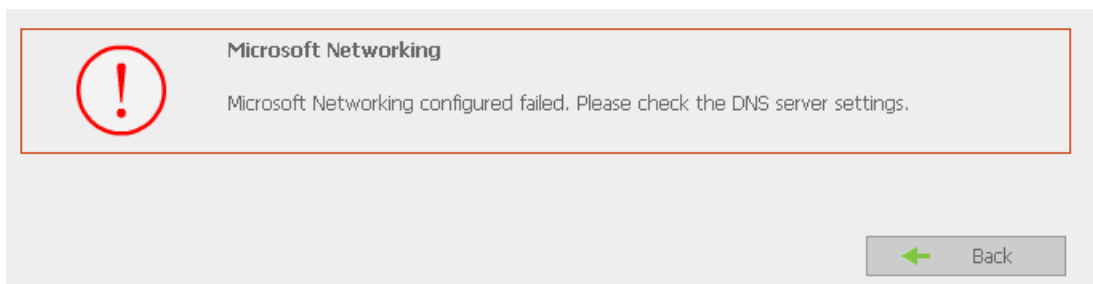 Microsoft Networking
Microsoft Networking configured failed. Please check the DNS server settings.
Back